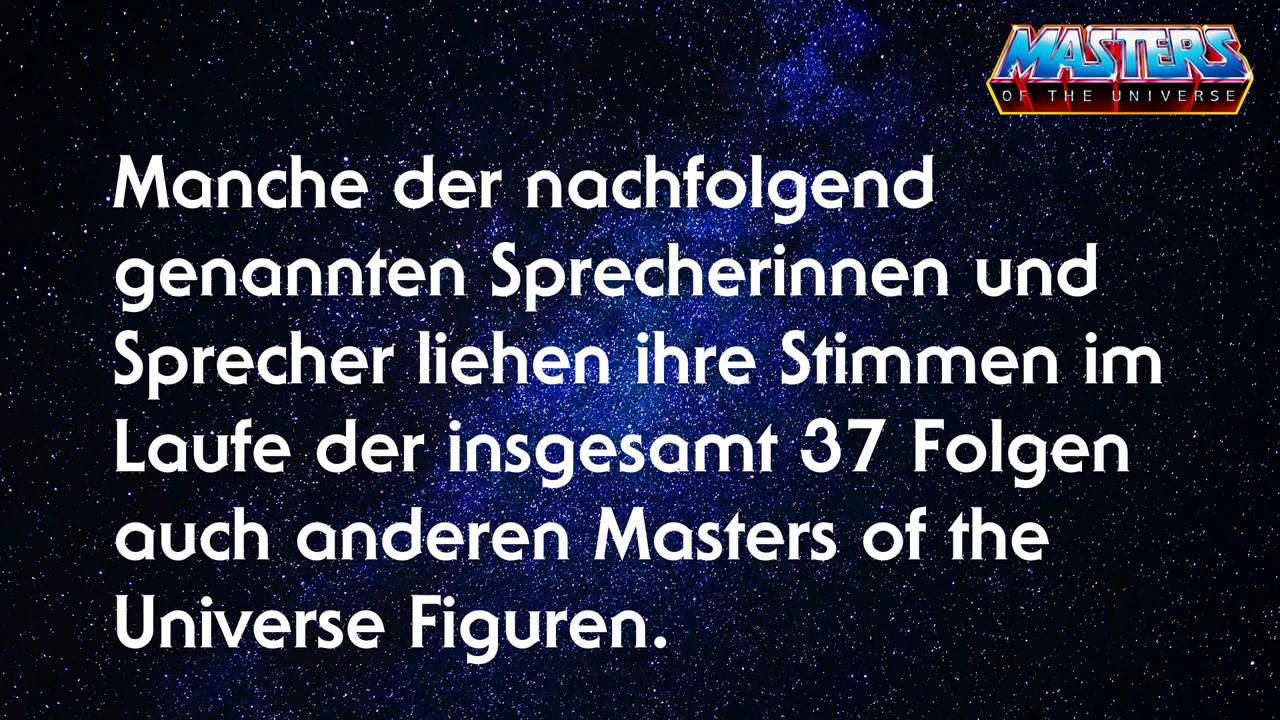 MASTERS
OF THE UNIVERSE
Manche der nachfolgend
genannten Sprecherinnen und
Sprecher liehen ihre Stimmen im
Laufe der insgesamt 37 Folgen
auch anderen Masters of the
Universe Figuren.